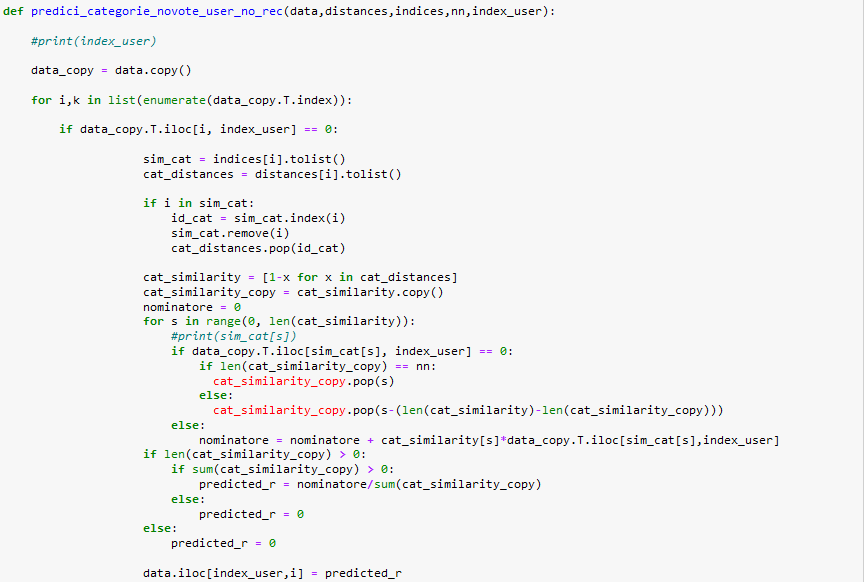 def predici_categorie_novote_user_no_rec(data,distances,indices,nn,index_user):
#print(index_user)
data_copy = data.copy()
for i,k in list(enumerate(data_copy.T.index)):
if data_copy.T.iloc[i, index_user] == 0:
sim_cat = indices[i].tolist()
cat_distances = distances[i].tolist()
if i in sim_cat:
id_cat = sim_cat.index(i)
sim_cat.remove(i)
cat_distances.pop(id_cat)
cat_similarity = [1-x for x in cat_distances]
cat_similarity_copy = cat_similarity.copy()
nominatore = 0
for s in range(0, len(cat_similarity)):
#print(sim_cat[s])
if data_copy.T.iloc[sim_cat[s], index_user] == 0:
if len(cat_similarity_copy) == nn:
cat_similarity_copy.pop(s)
else:
cat_similarity_copy.pop(s-(len(cat_similarity)-len(cat_similarity_copy)))
else:
nominatore = nominatore + cat_similarity[s]*data_copy.T.iloc[sim_cat[s],index_user]
if len(cat_similarity_copy) > 0:
if sum(cat_similarity_copy) > 0:
predicted_r = nominatore/sum(cat_similarity_copy)
else:
predicted_r = 0
else:
predicted_r = 0
data.iloc[index_user,i] = predicted_r